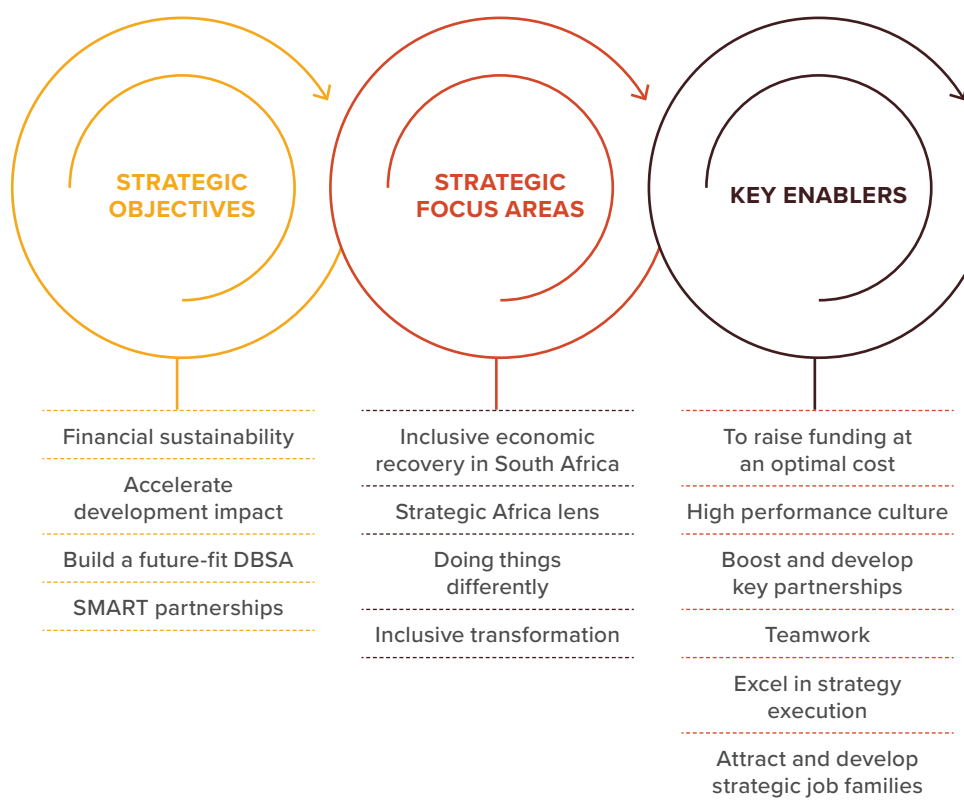 STRATEGIC
OBJECTIVES
Financial sustainability
Accelerate
development impact
Build a future-fit DBSA
SMART partnerships
STRATEGIC
FOCUS AREAS
Inclusive economic
recovery in South Africa
Strategic Africa lens
Doing things
differently
Inclusive transformation
KEY ENABLERS
To raise funding at
an optimal cost
High performance culture
Boost and develop
key partnerships
Teamwork
Excel in strategy
execution
Attract and develop
strategic job families